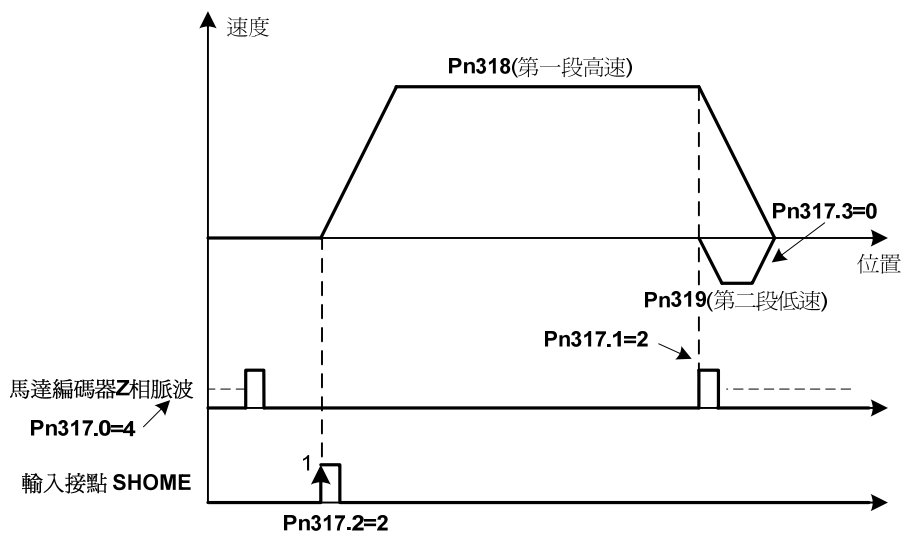 速度
Pn318(第一段高速)
Pn317.3=0
位置
Pn319(第二段低速)
Pn317.1=2
馬達編碼器Z相脈波
Pn317.0=4
1
輸入接點 SHOME
Pn317.2=2